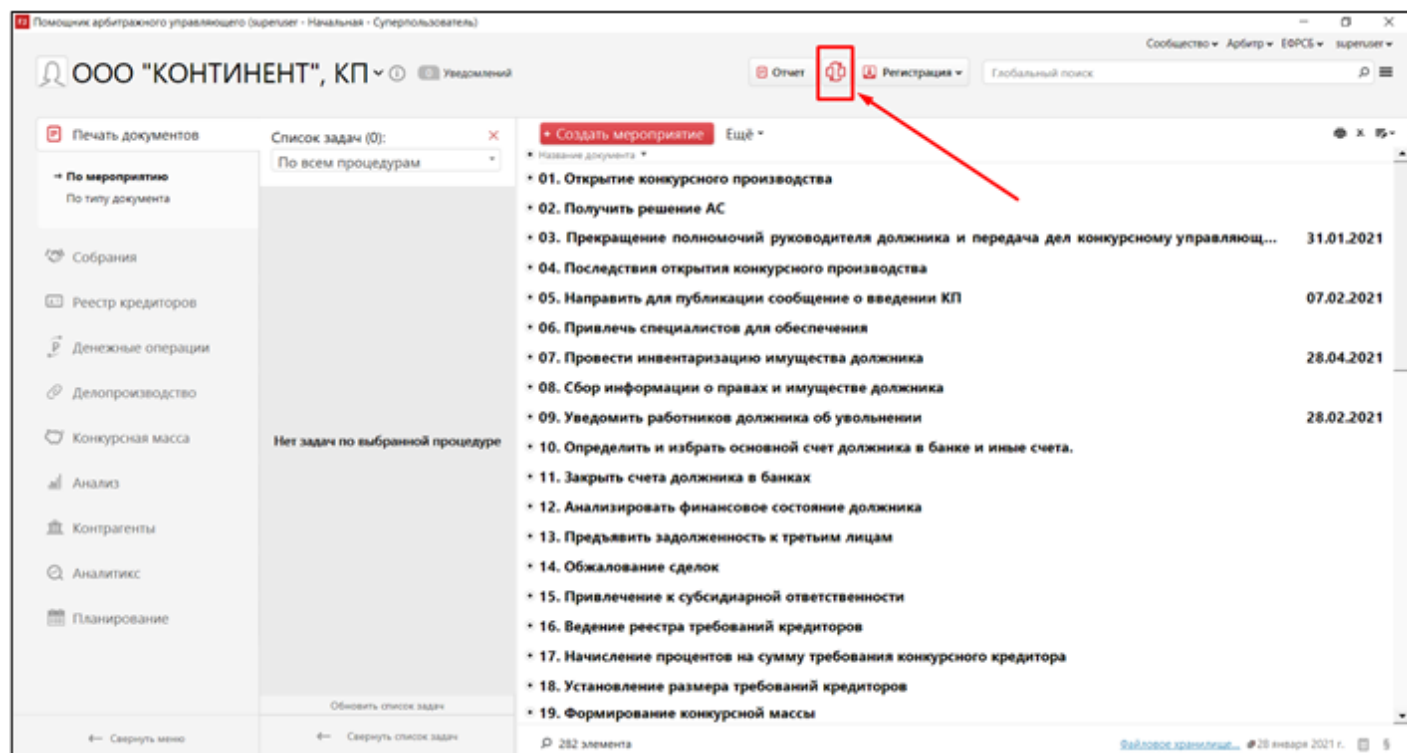 Помощник арбитражного управляющего (superuser - Начальная - Суперпользователь)
Сообщество Арбитр ЕФРСБ superuser
ООО "КОНТИНЕНТ", КП 0 Уведомлений
Отчет Регистрация Глобальный поиск
Печать документов
→ По мероприятию
По типу документа
Собрания
Реестр кредиторов
Денежные операции
Делопроизводство
Конкурсная масса
Анализ
Контрагенты
Аналитикс
Планирование
← Свернуть меню
Список задач (0):
По всем процедурам
Нет задач по выбранной процедуре
Обновить список задач
← Свернуть список задач
+ Создать мероприятие Ещё
Название документа
01. Открытие конкурсного производства
02. Получить решение АС
03. Прекращение полномочий руководителя должника и передача дел конкурсному управляющ... 31.01.2021
04. Последствия открытия конкурсного производства
05. Направить для публикации сообщение о введении КП 07.02.2021
06. Привлечь специалистов для обеспечения
07. Провести инвентаризацию имущества должника 28.04.2021
08. Сбор информации о правах и имуществе должника
09. Уведомить работников должника об увольнении 28.02.2021
10. Определить и избрать основной счет должника в банке и иные счета.
11. Закрыть счета должника в банках
12. Анализировать финансовое состояние должника
13. Предъявить задолженность к третьим лицам
14. Обжалование сделок
15. Привлечение к субсидиарной ответственности
16. Ведение реестра требований кредиторов
17. Начисление процентов на сумму требования конкурсного кредитора
18. Установление размера требований кредиторов
19. Формирование конкурсной массы
282 элемента
Файловое хранилище... 28 января 2021 г. §